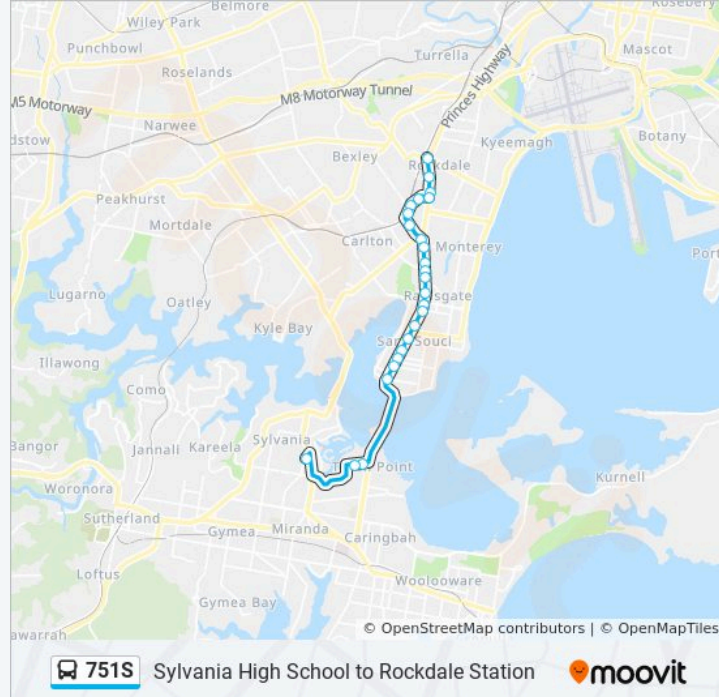 Belmore
Rosebery
Wiley Park
Punchbowl
Turrella
Mascot
Roselands
Princes Highway
M8 Motorway Tunnel
M5 Motorway
Narwee
Botany
Kyeemagh
Bexley
Rockdale
Peakhurst
Mortdale
Carlton
Monterey
Port
Lugarno
Oatley
Ramsgate
Kyle Bay
Sans Souci
Illawong
Como
Bangor
Jannali
Kareela
Sylvania
Point
Kurnell
Woronora
Sutherland
Gymea
Miranda
Caringbah
Loftus
Woolooware
Gymea Bay
awarrah
© OpenStreetMap contributors | © OpenMapTiles
751S Sylvania High School to Rockdale Station moovit